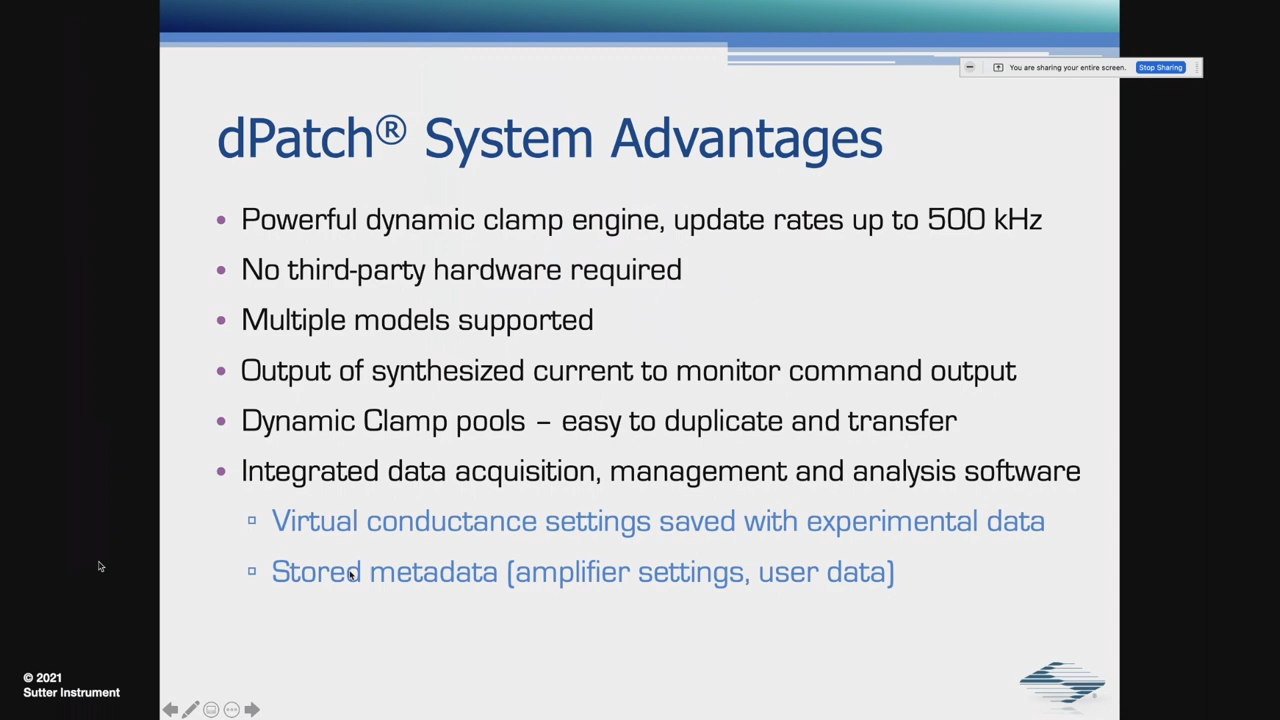 You are sharing your entire screen. Stop Sharing
dPatch® System Advantages
• Powerful dynamic clamp engine, update rates up to 500 kHz
• No third-party hardware required
• Multiple models supported
• Output of synthesized current to monitor command output
• Dynamic Clamp pools – easy to duplicate and transfer
• Integrated data acquisition, management and analysis software
▫ Virtual conductance settings saved with experimental data
▫ Stored metadata (amplifier settings, user data)
© 2021
Sutter Instrument
®